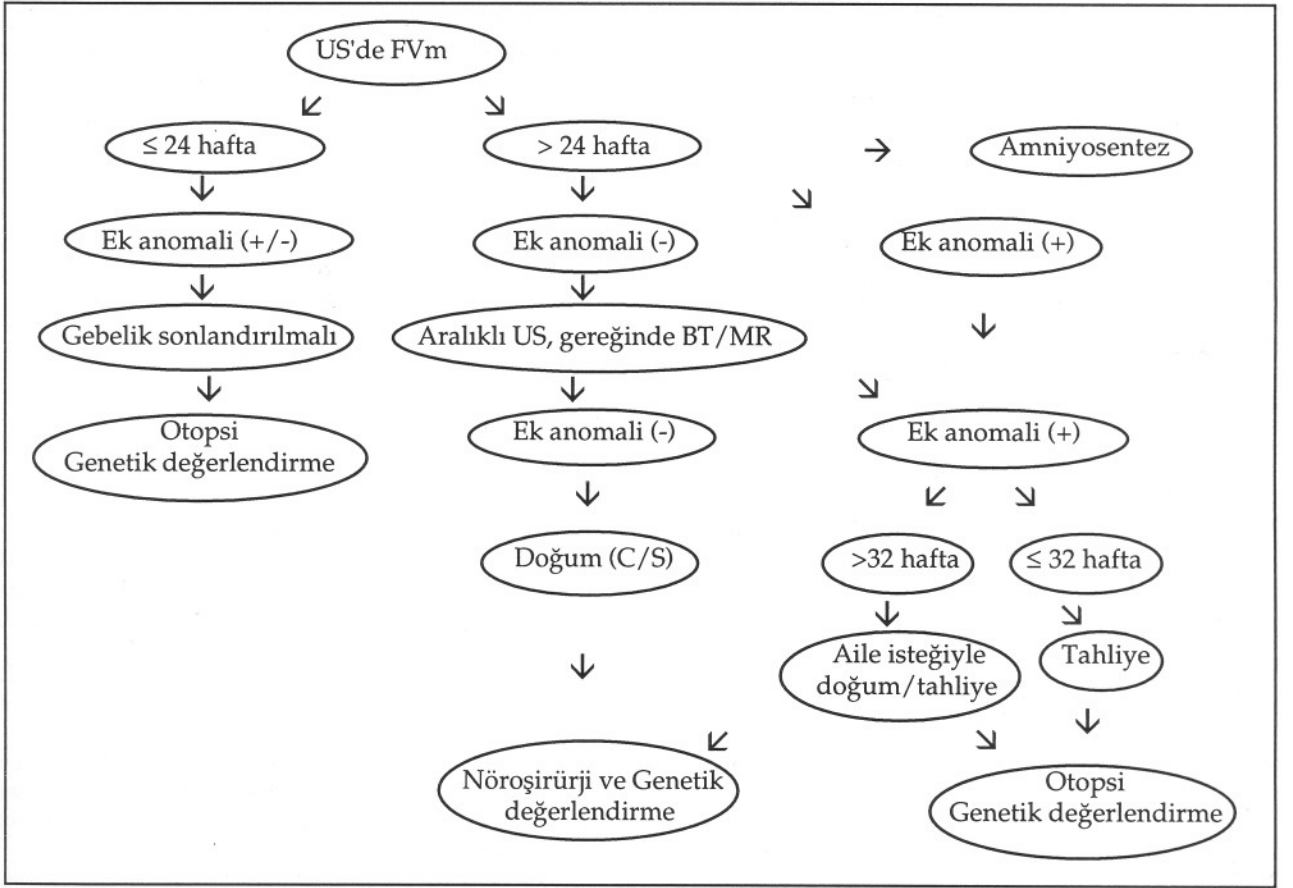 US'de FVm
≤ 24 hafta
> 24 hafta
Amniyosentez
Ek anomali (+/-)
Ek anomali (-)
Ek anomali (+)
Gebelik sonlandırılmalı
Aralıklı US, gereğinde BT/MR
Otopsi
Genetik değerlendirme
Ek anomali (-)
Ek anomali (+)
Doğum (C/S)
>32 hafta
≤ 32 hafta
Aile isteğiyle
doğum/tahliye
Tahliye
Nöroşirürji ve Genetik
değerlendirme
Otopsi
Genetik değerlendirme